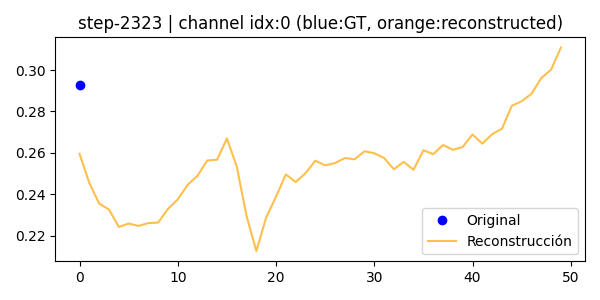 step-2323 | channel idx:0 (blue:GT, orange:reconstructed)
0.30
0.28
0.26
0.24
0.22
0 10 20 30 40 50
Original
Reconstrucción